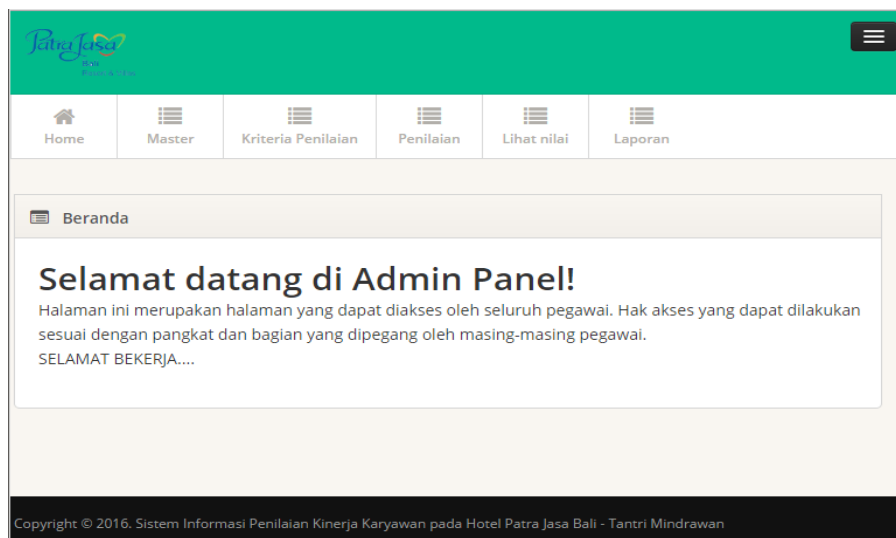 Patra Jasa
Bali
Home
Master
Kriteria Penilaian
Penilaian
Lihat nilai
Laporan
Beranda
Selamat datang di Admin Panel!
Halaman ini merupakan halaman yang dapat diakses oleh seluruh pegawai. Hak akses yang dapat dilakukan
sesuai dengan pangkat dan bagian yang dipegang oleh masing-masing pegawai.
SELAMAT BEKERJA....
Copyright © 2016. Sistem Informasi Penilaian Kinerja Karyawan pada Hotel Patra Jasa Bali - Tantri Mindrawan